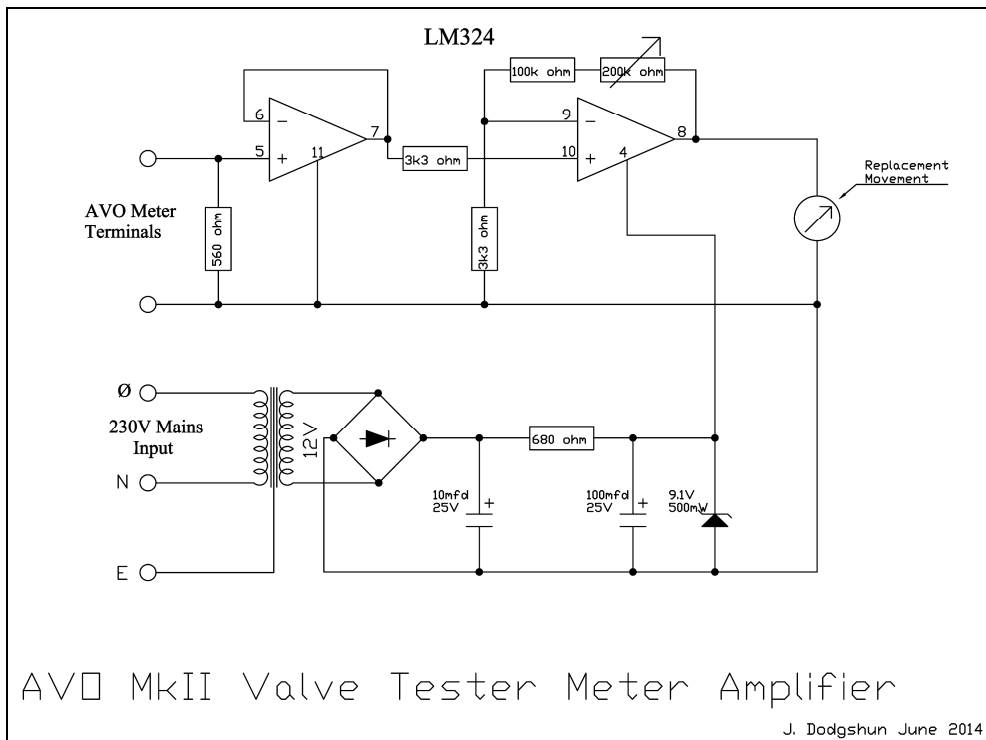 LM324
100k ohm
200k ohm
6
−
7
5
+
11
9
−
8
10
+
4
3k3 ohm
AVO Meter
Terminals
560 ohm
3k3 ohm
Replacement
Movement
Ø
230V Mains
Input
N
E
12V
680 ohm
10mfd
25V
+
100mfd
25V
+
9.1V
500mW
AVO MkII Valve Tester Meter Amplifier
J. Dodgshun June 2014